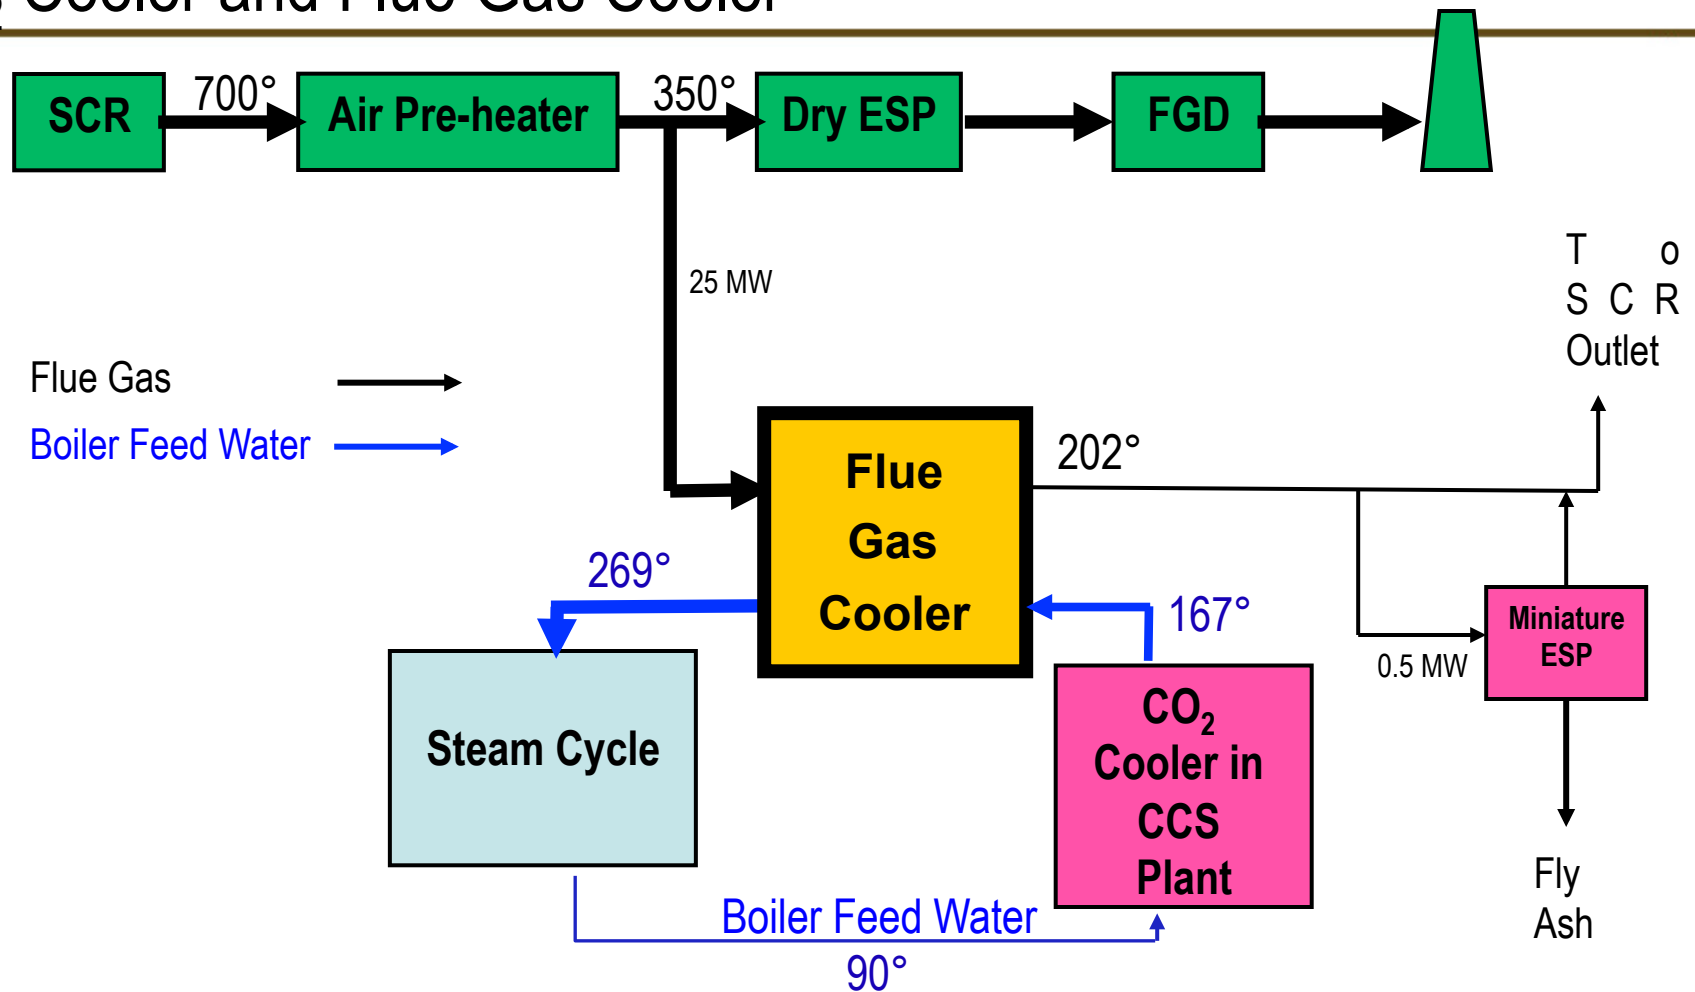 Cooler and Flue Gas Cooler
SCR
700°
Air Pre-heater
350°
Dry ESP
FGD
25 MW
T o
S C R
Outlet
Flue Gas
Boiler Feed Water
Flue
Gas
Cooler
202°
269°
167°
0.5 MW
Miniature
ESP
Steam Cycle
CO₂
Cooler in
CCS
Plant
Fly
Ash
Boiler Feed Water
90°